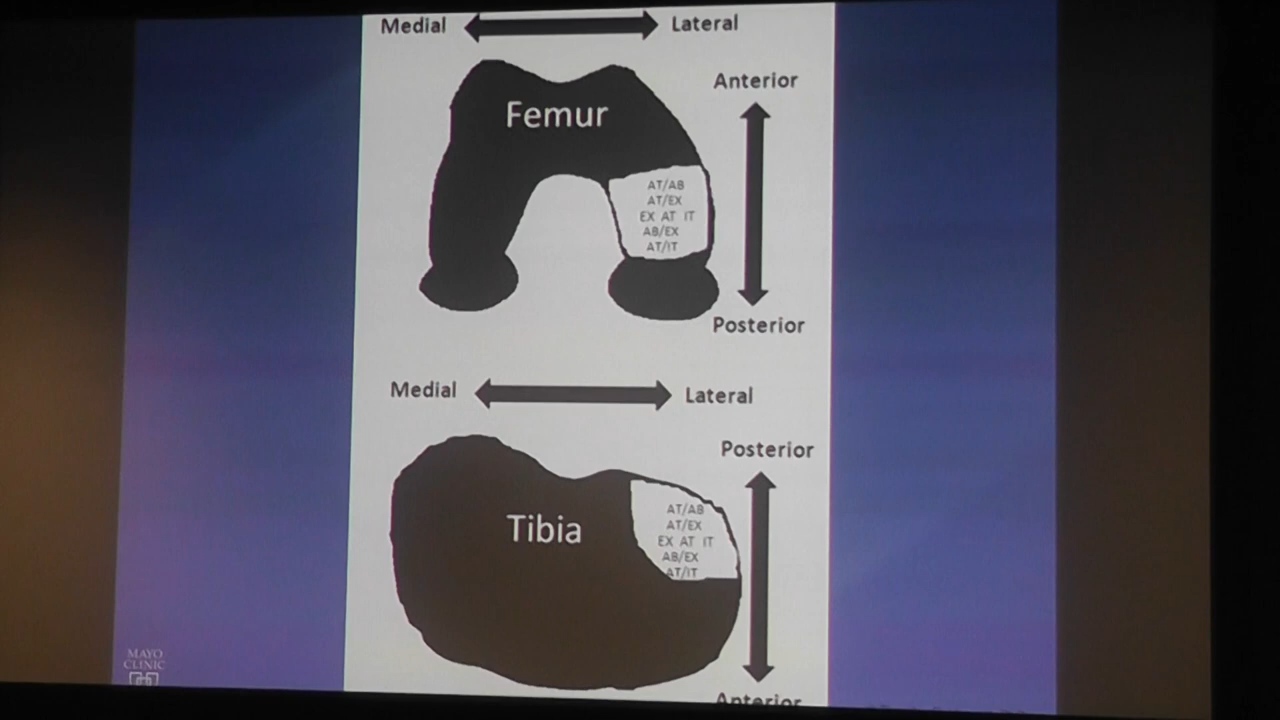 Medial Lateral
Anterior
Femur
AT/AB
AT/EX
EX AT IT
AB/EX
AT/IT
Posterior
Medial Lateral
Posterior
Tibia
AT/AB
AT/EX
EX AT IT
AB/EX
AT/IT
Anterior
MAYO
CLINIC